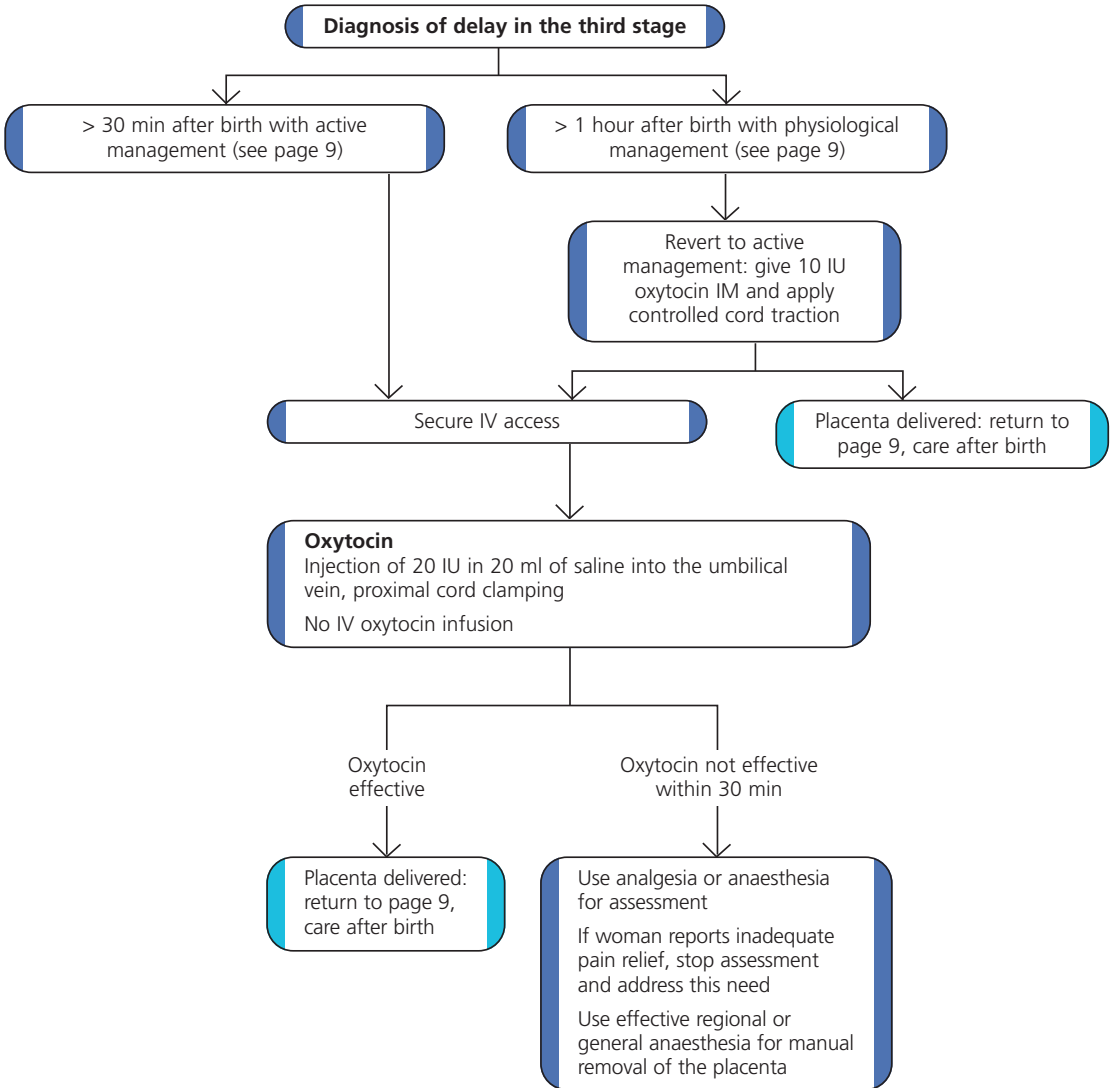 Diagnosis of delay in the third stage
> 30 min after birth with active
management (see page 9)
> 1 hour after birth with physiological
management (see page 9)
Revert to active
management: give 10 IU
oxytocin IM and apply
controlled cord traction
Secure IV access
Placenta delivered: return to
page 9, care after birth
Oxytocin
Injection of 20 IU in 20 ml of saline into the umbilical
vein, proximal cord clamping
No IV oxytocin infusion
Oxytocin
effective
Oxytocin not effective
within 30 min
Placenta delivered:
return to page 9,
care after birth
Use analgesia or anaesthesia
for assessment
If woman reports inadequate
pain relief, stop assessment
and address this need
Use effective regional or
general anaesthesia for manual
removal of the placenta